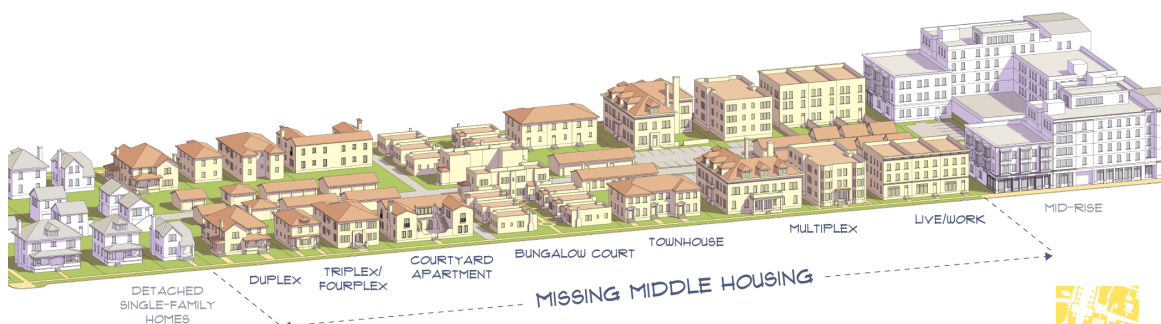 DETACHED
SINGLE-FAMILY
HOMES
DUPLEX
TRIPLEX/
FOURPLEX
COURTYARD
APARTMENT
BUNGALOW COURT
TOWNHOUSE
MULTIPLEX
LIVE/WORK
MID-RISE
MISSING MIDDLE HOUSING